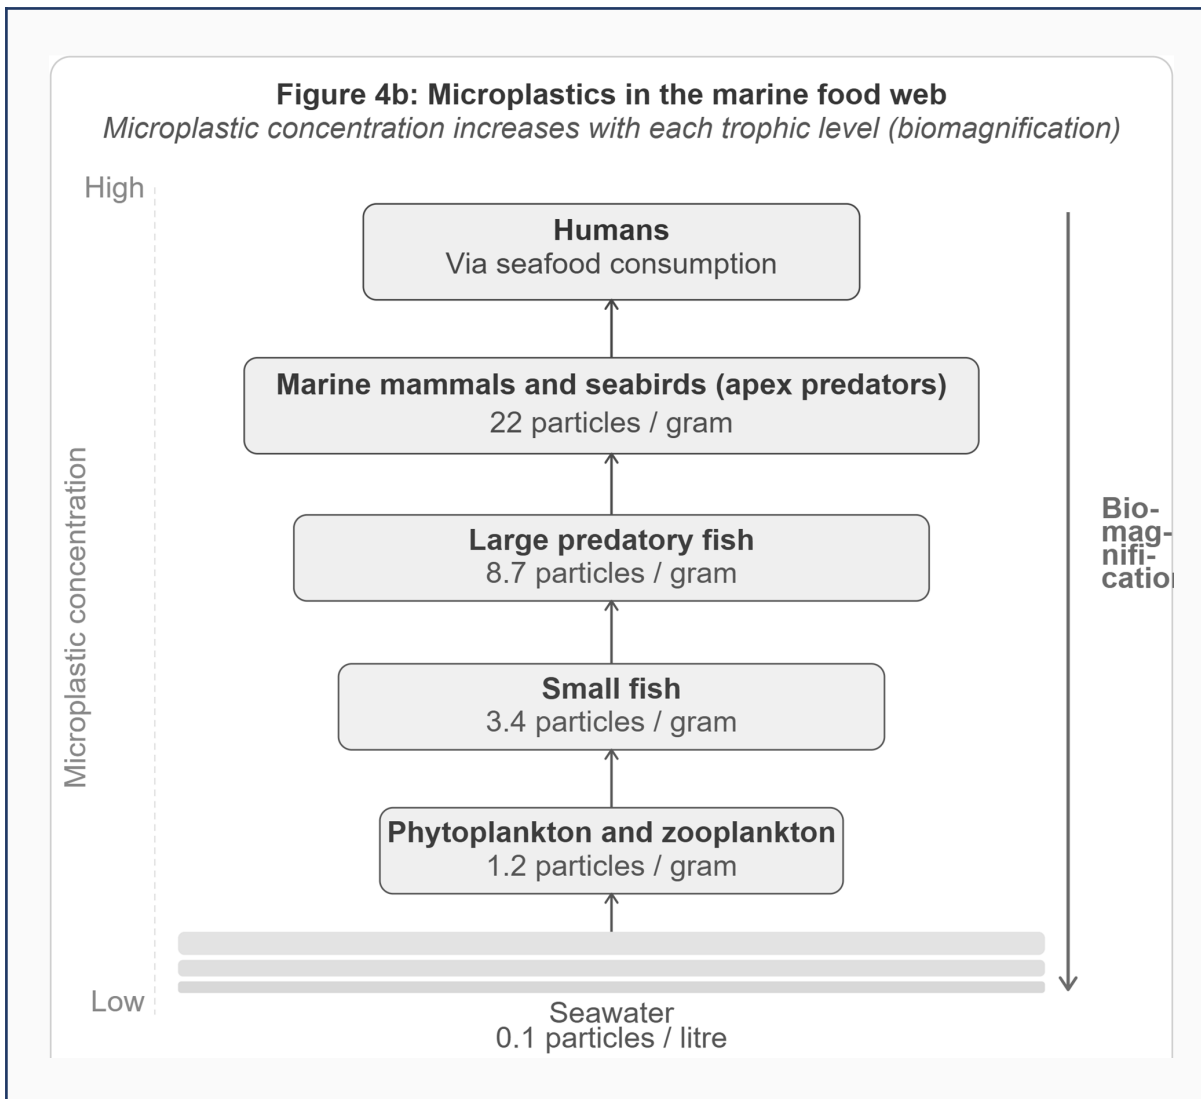 Figure 4b: Microplastics in the marine food web
Microplastic concentration increases with each trophic level (biomagnification)
High
Humans
Via seafood consumption
Marine mammals and seabirds (apex predators)
22 particles / gram
Large predatory fish
8.7 particles / gram
Small fish
3.4 particles / gram
Phytoplankton and zooplankton
1.2 particles / gram
Microplastic concentration
Bio-
mag-
nifi-
cation
Low
Seawater
0.1 particles / litre